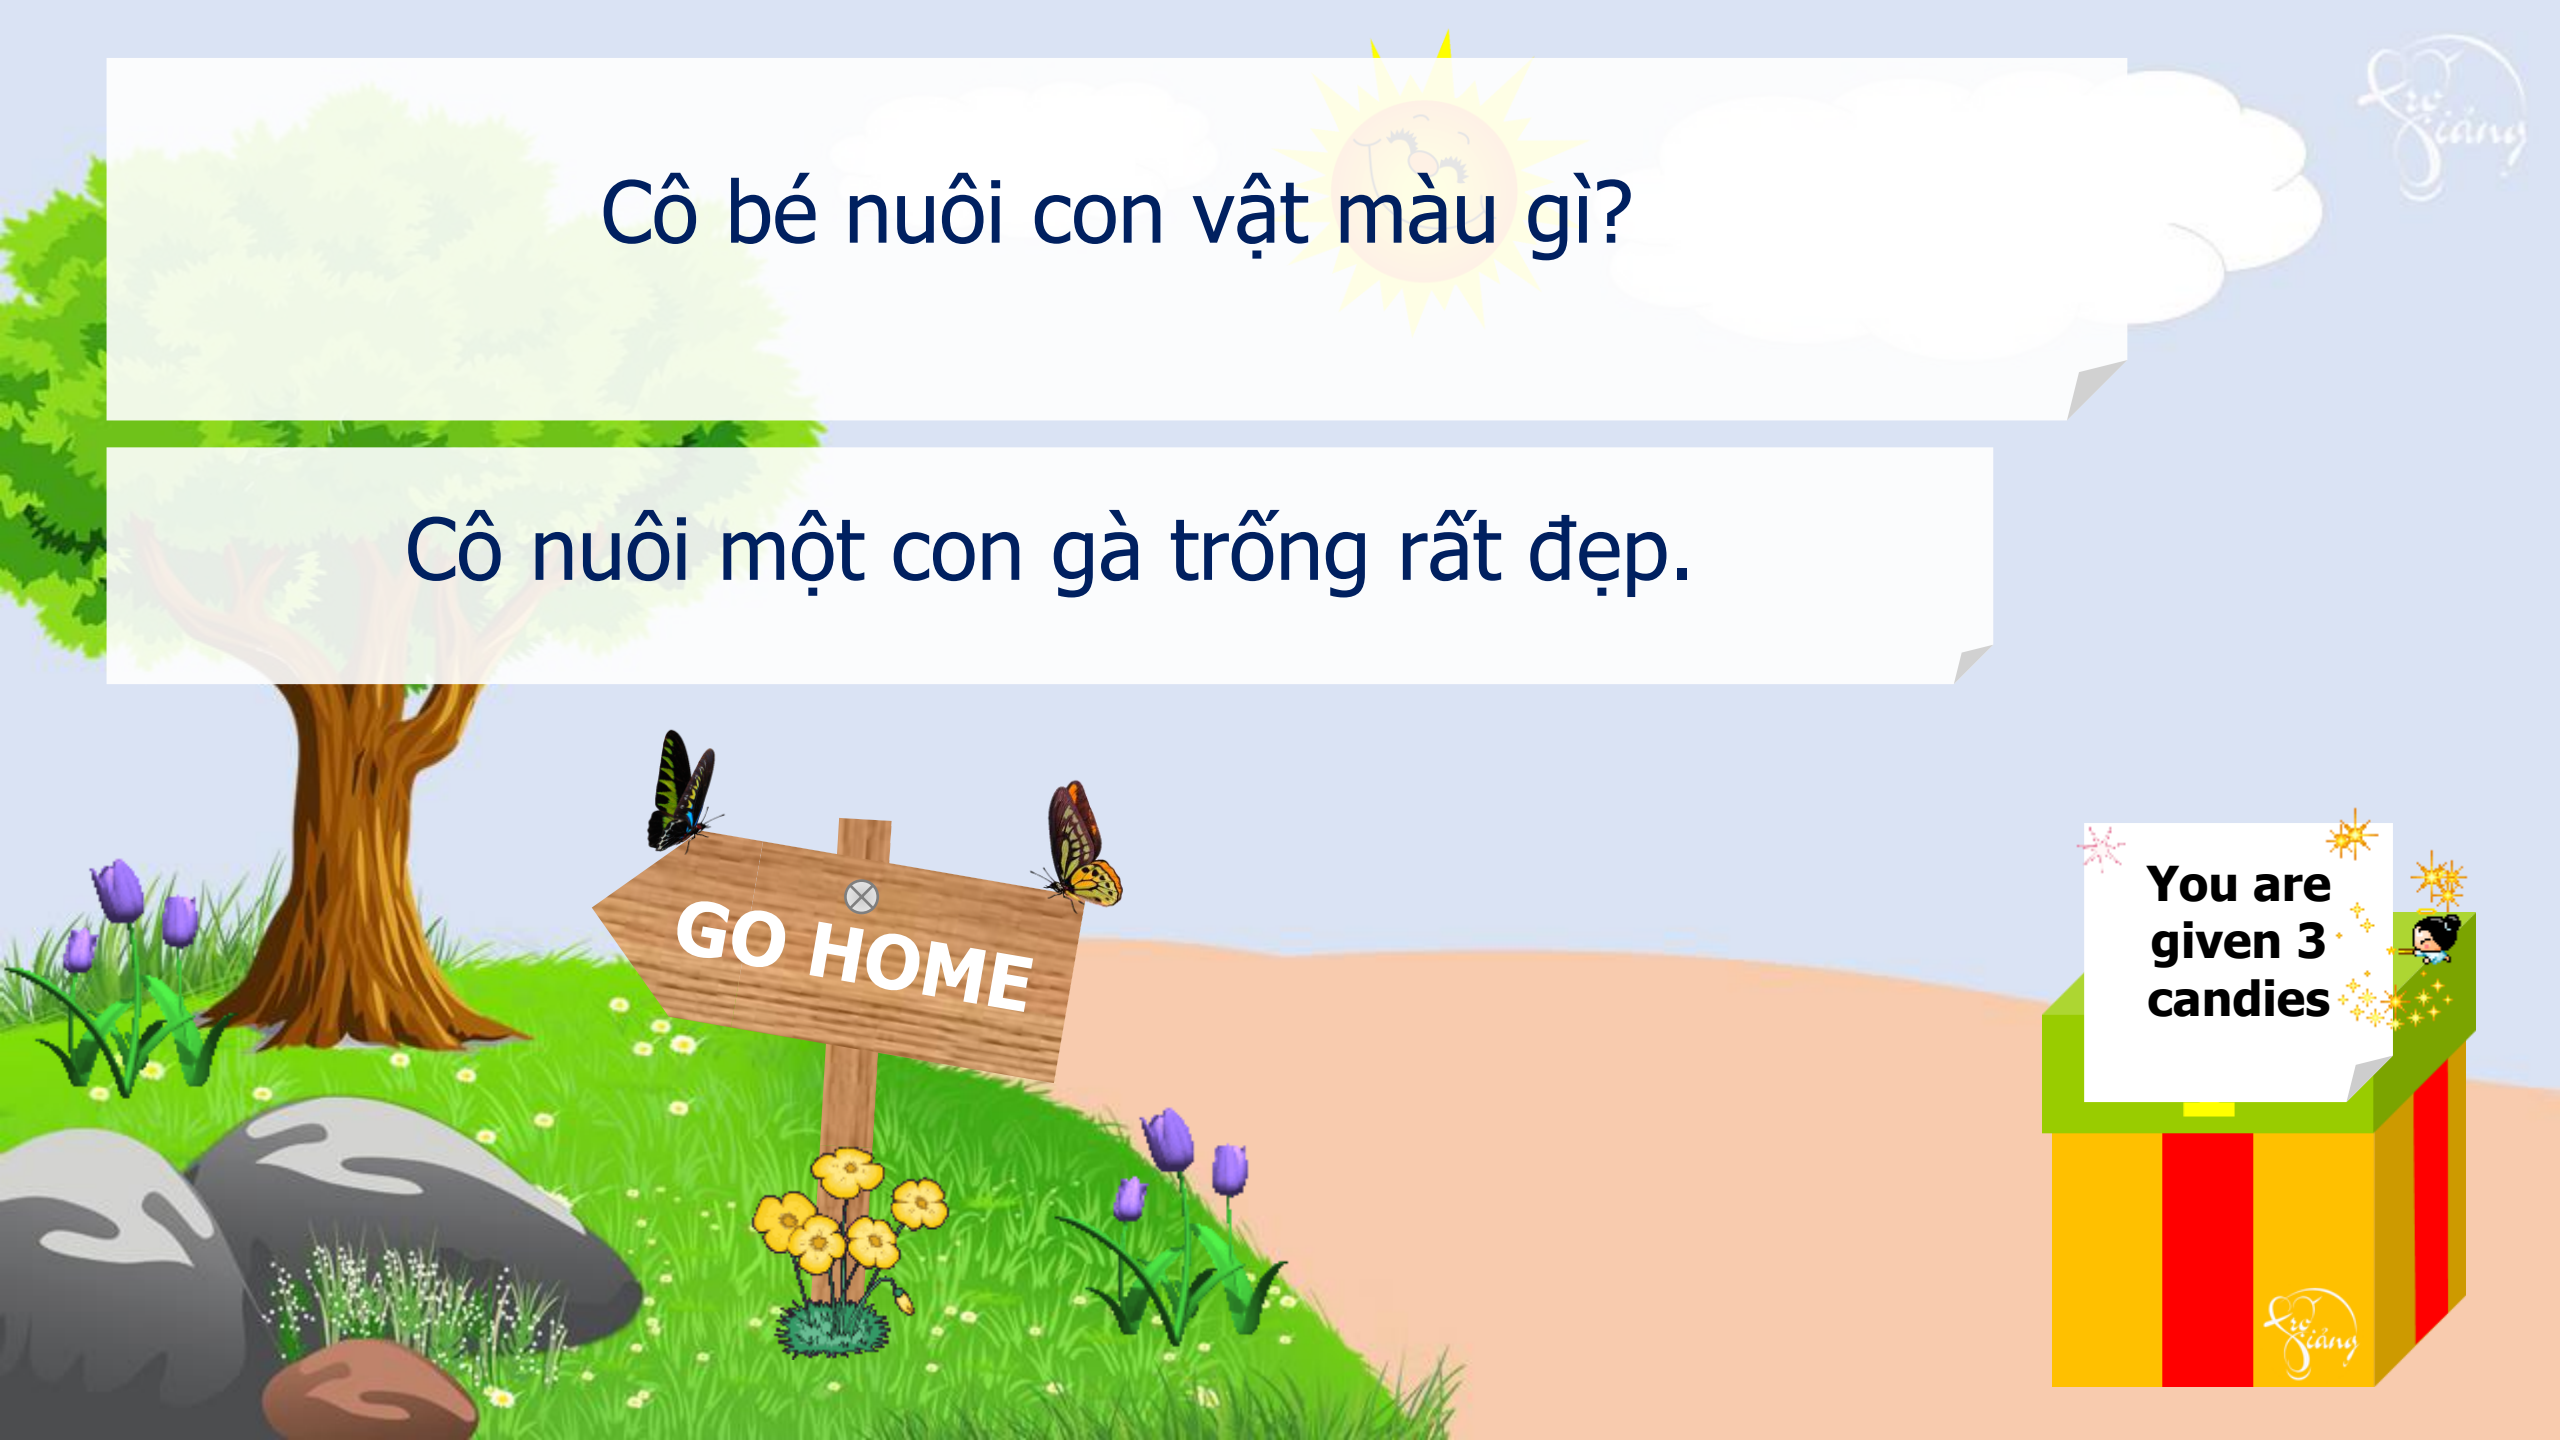 Cô bé nuôi con vật màu gì?
Cô nuôi một con gà trống rất đẹp.
GO HOME
You are
given 3
candies